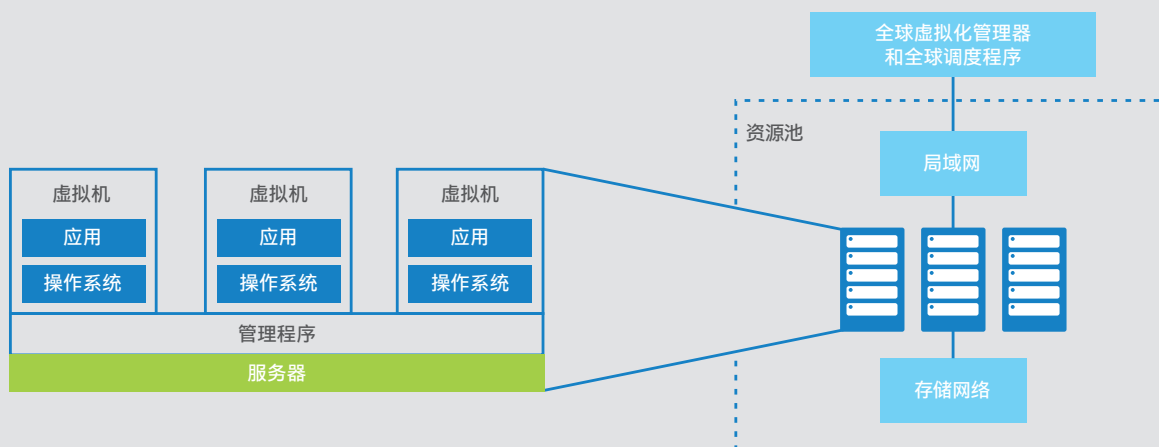 全球虚拟化管理器
和全球调度程序
资源池
局域网
虚拟机
虚拟机
虚拟机
应用
应用
应用
操作系统
操作系统
操作系统
管理程序
服务器
存储网络